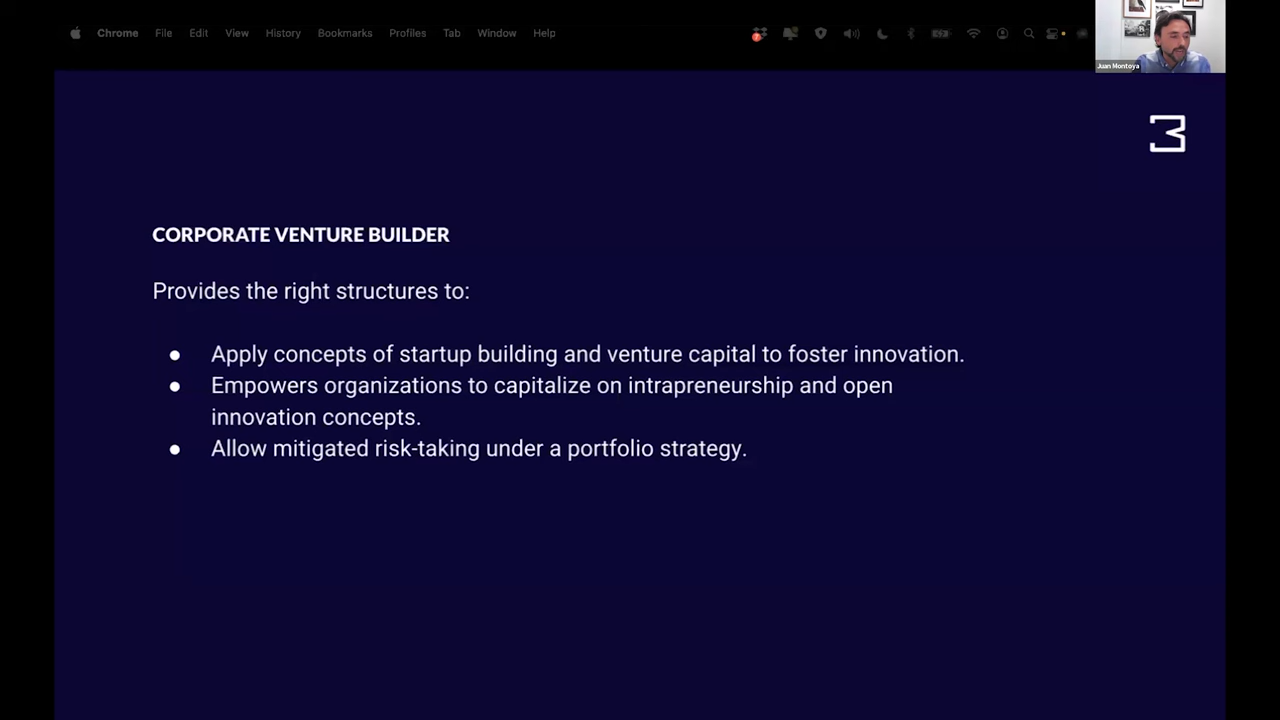 Chrome File Edit View History Bookmarks Profiles Tab Window Help
Juan Montoya
3
CORPORATE VENTURE BUILDER
Provides the right structures to:
● Apply concepts of startup building and venture capital to foster innovation.
● Empowers organizations to capitalize on intrapreneurship and open
innovation concepts.
● Allow mitigated risk-taking under a portfolio strategy.